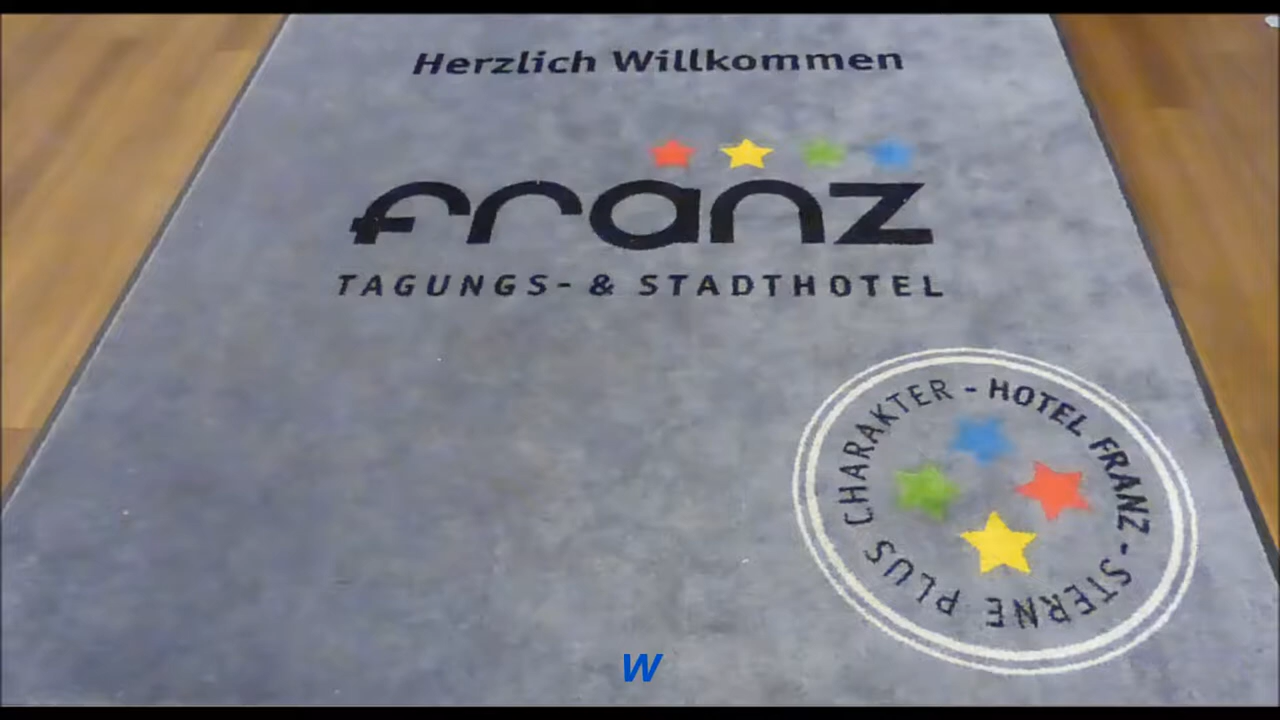 Herzlich Willkommen
franz
TAGUNGS- & STADTHOTEL
HOTEL FRANZ - STERNE PLUS CHARAKTER -
W